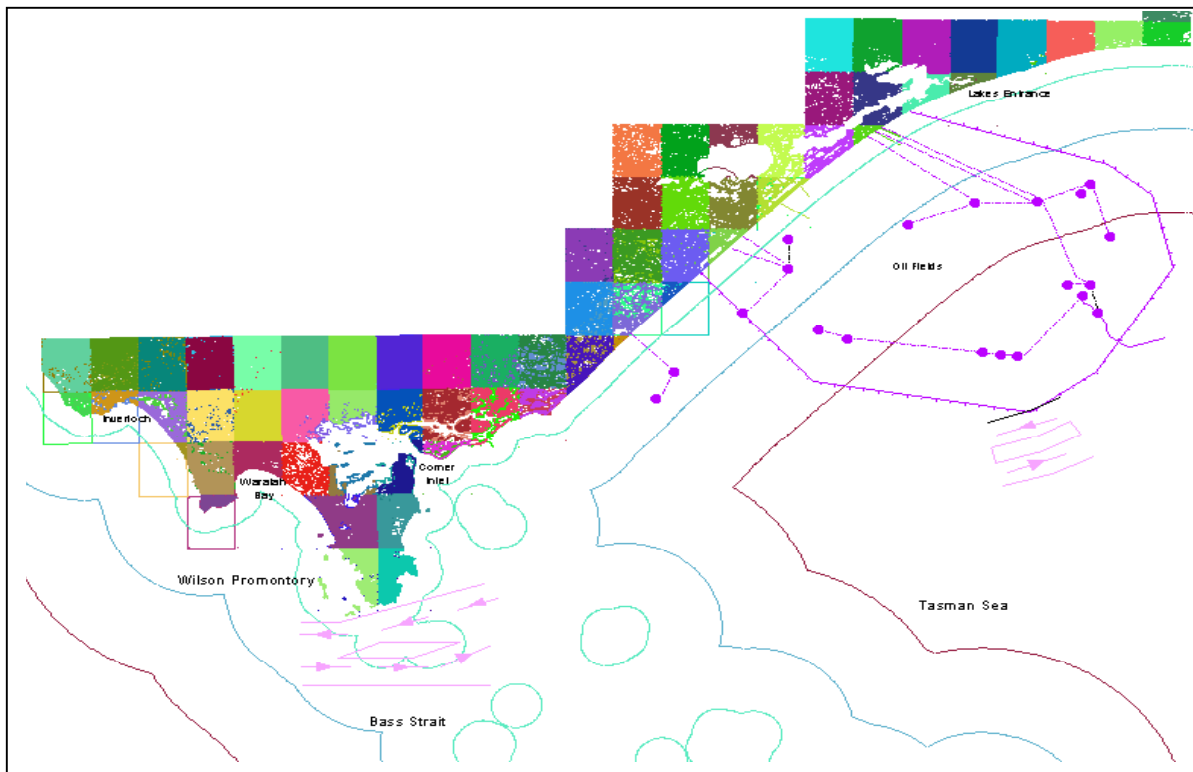 Lakes Entrance
Oil Fields
Inverloch
Corner
Inlet
Waratah
Bay
Wilson Promontory
Tasman Sea
Bass Strait